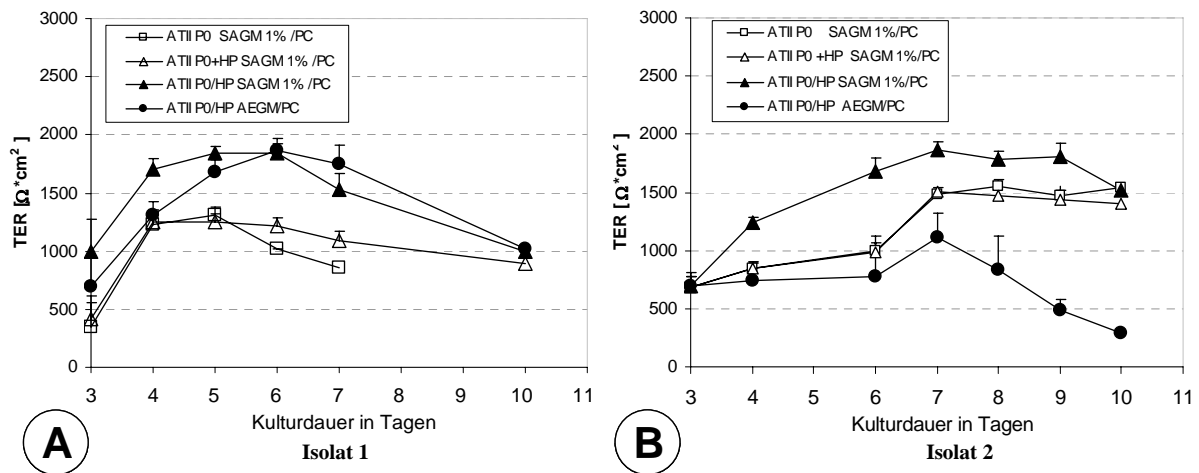 3000
2500
2000
1500
1000
500
0
TER [Ω*cm²]
ATII P0 SAGM 1% /PC
ATII P0+HP SAGM 1% /PC
ATII P0/HP SAGM 1% /PC
ATII P0/HP AEGM/PC
3 4 5 6 7 8 9 10 11
Kulturdauer in Tagen
A
Isolat 1
3000
2500
2000
1500
1000
500
0
TER [Ω*cm²]
ATII P0 SAGM 1%/PC
ATII P0 +HP SAGM 1%/PC
ATII P0/HP SAGM 1%/PC
ATII P0/HP AEGM/PC
3 4 5 6 7 8 9 10 11
Kulturdauer in Tagen
B
Isolat 2